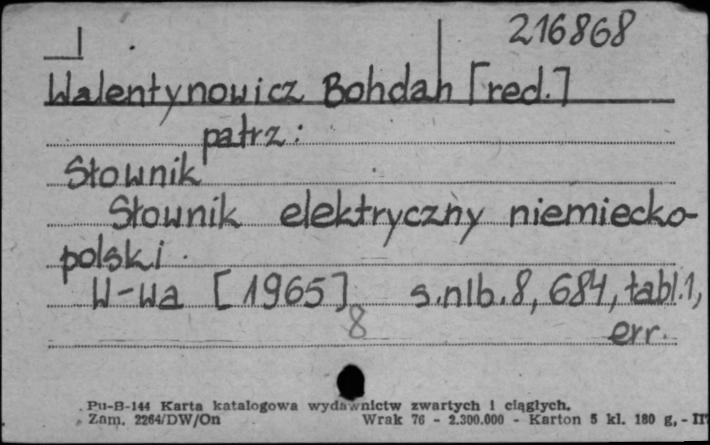 216868
Walentynowicz Bohdan [red.]
patrz:
Słownik
Słownik elektryczny niemiecko-
polski.
W-wa [1965] s.nlb.8, 684, tabl.1,
8 err.
Pu-B-144 Karta katalogowa wydawnictw zwartych i ciągłych.
Zam. 2264/DW/On Wrak 76 - 2.300.000 - Karton 5 kl. 180 g, -